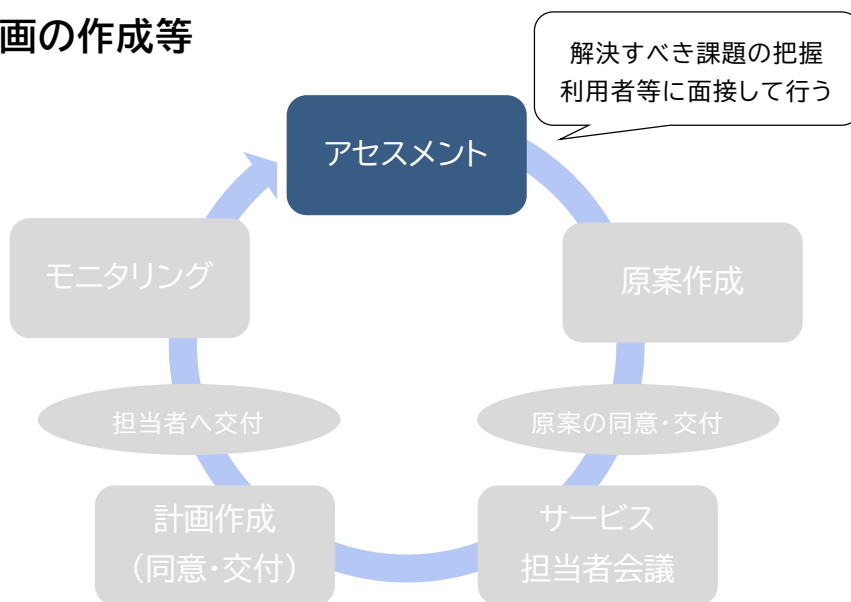 画の作成等
解決すべき課題の把握
利用者等に面接して行う
アセスメント
モニタリング
原案作成
担当者へ交付
原案の同意・交付
計画作成
（同意・交付）
サービス
担当者会議